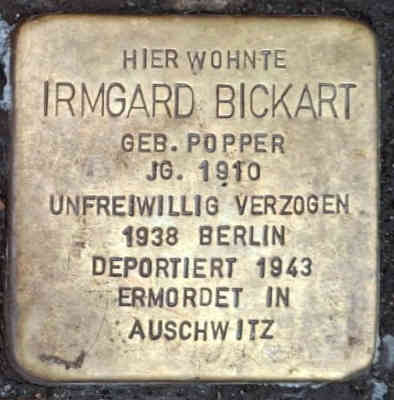 HIER WOHNTE
IRMGARD BICKART
GEB. POPPER
JG. 1910
UNFREIWILLIG VERZOGEN
1938 BERLIN
DEPORTIERT 1943
ERMORDET IN
AUSCHWITZ